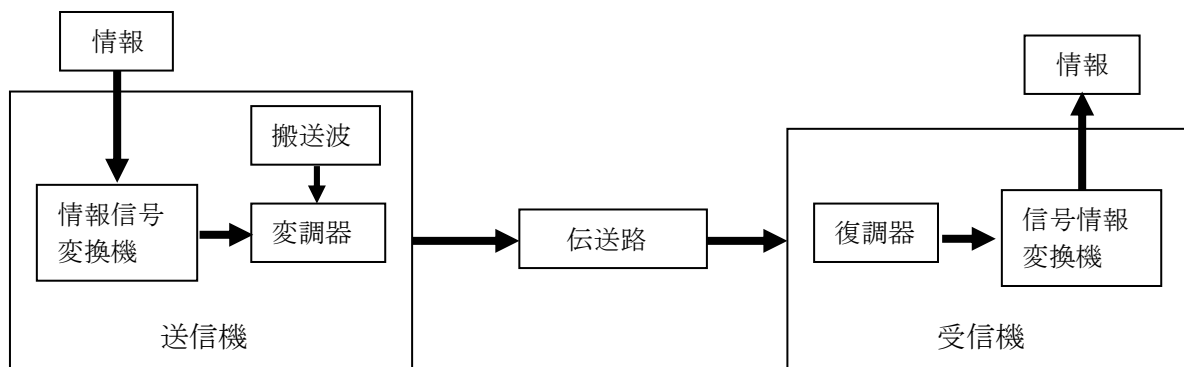 情報
搬送波
情報信号
変換機
変調器
送信機
伝送路
情報
復調器
信号情報
変換機
受信機